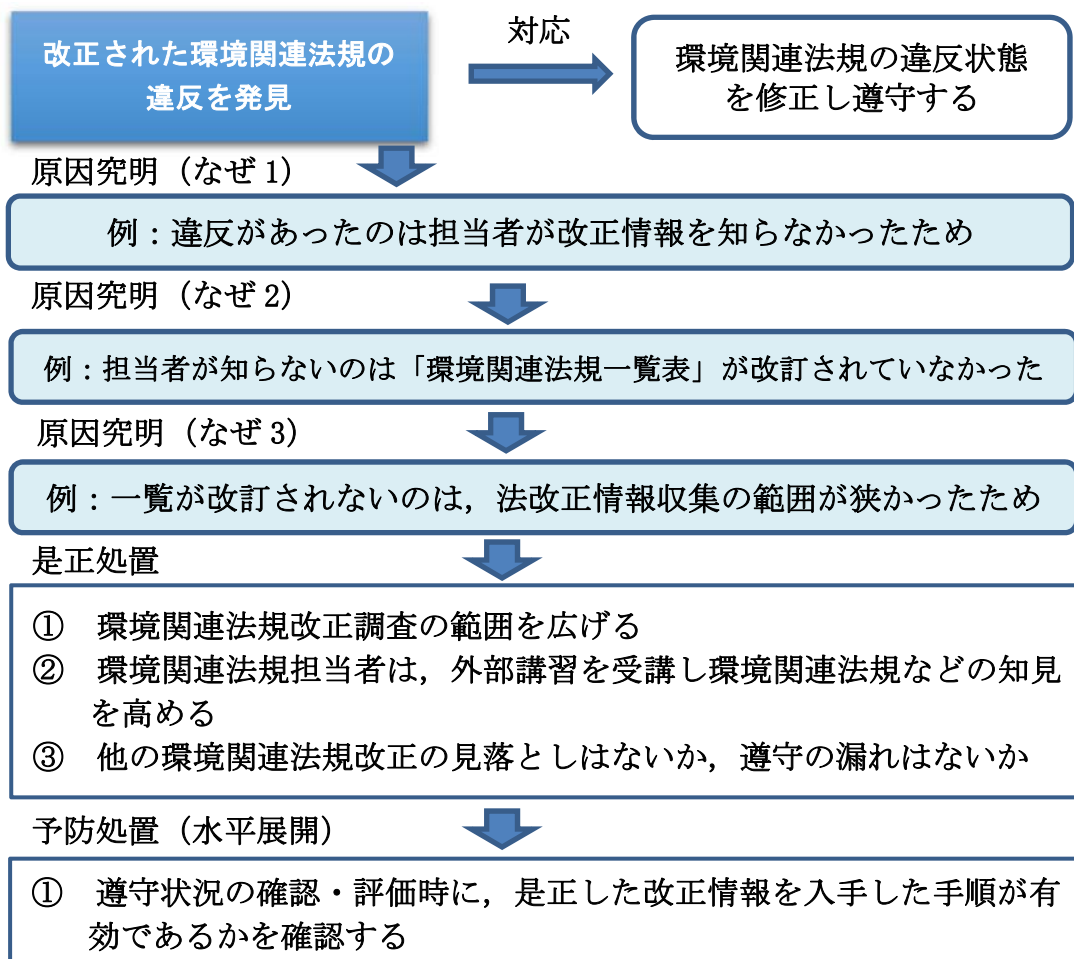 改正された環境関連法規の
違反を発見
対応
環境関連法規の違反状態
を修正し遵守する
原因究明（なぜ 1）
例：違反があったのは担当者が改正情報を知らなかったため
原因究明（なぜ 2）
例：担当者が知らないのは「環境関連法規一覧表」が改訂されていなかった
原因究明（なぜ 3）
例：一覧が改訂されないのは，法改正情報収集の範囲が狭かったため
是正処置
① 環境関連法規改正調査の範囲を広げる
② 環境関連法規担当者は，外部講習を受講し環境関連法規などの知見
を高める
③ 他の環境関連法規改正の見落としはないか，遵守の漏れはないか
予防処置（水平展開）
① 遵守状況の確認・評価時に，是正した改正情報を入手した手順が有
効であるかを確認する